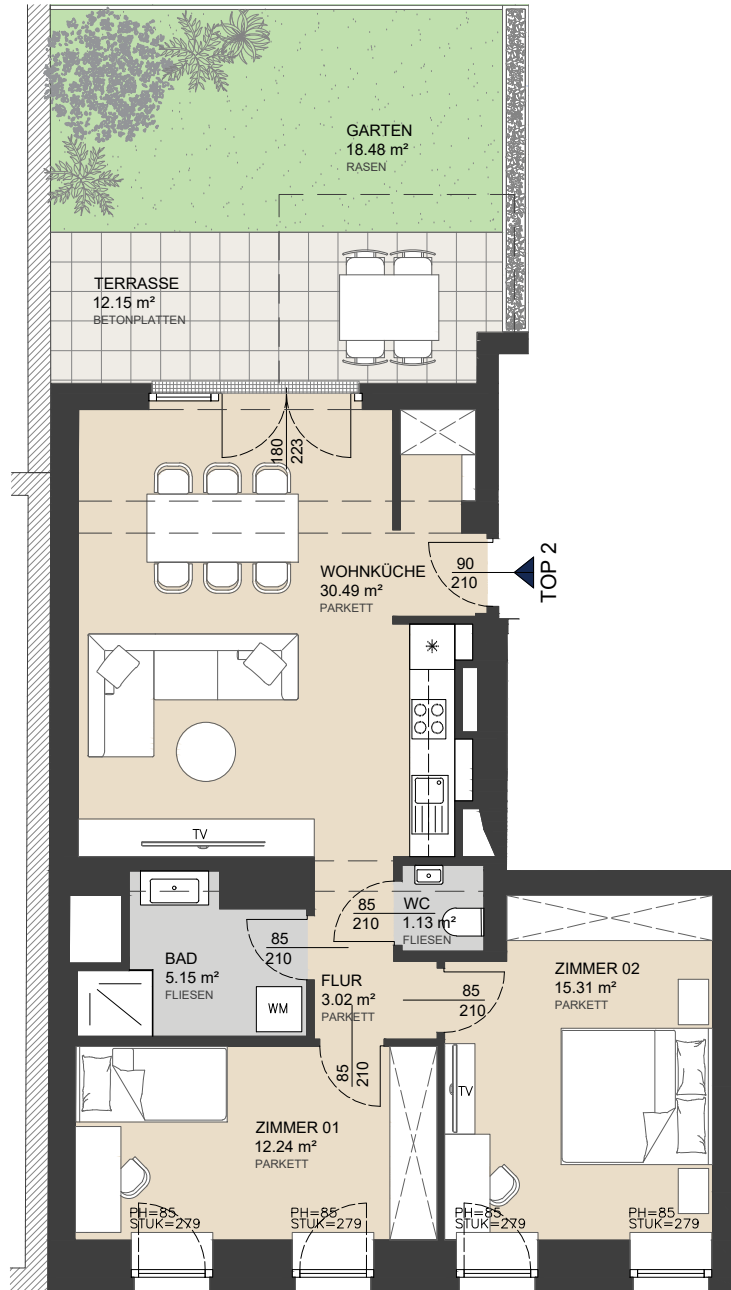 GARTEN
18.48 m²
RASEN
TERRASSE
12.15 m²
BETONPLATTEN
180
223
WOHNKÜCHE
30.49 m²
PARKETT
90
210
TOP 2
TV
85
210
WC
1.13 m²
FLIESEN
BAD
5.15 m²
FLIESEN
85
210
WM
FLUR
3.02 m²
PARKETT
85
210
ZIMMER 02
15.31 m²
PARKETT
85
210
TV
ZIMMER 01
12.24 m²
PARKETT
PH=85
STUK=279
PH=85
STUK=279
PH=85
STUK=279
PH=85
STUK=279